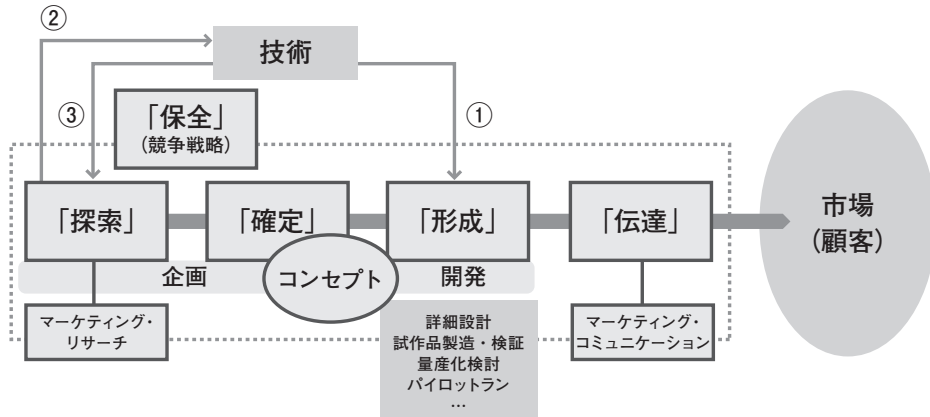 ②
技術
③
「保全」
(競争戦略)
①
「探索」
「確定」
「形成」
「伝達」
市場
(顧客)
企画
コンセプト
開発
マーケティング・
リサーチ
詳細設計
試作品製造・検証
量産化検討
パイロットラン
…
マーケティング・
コミュニケーション